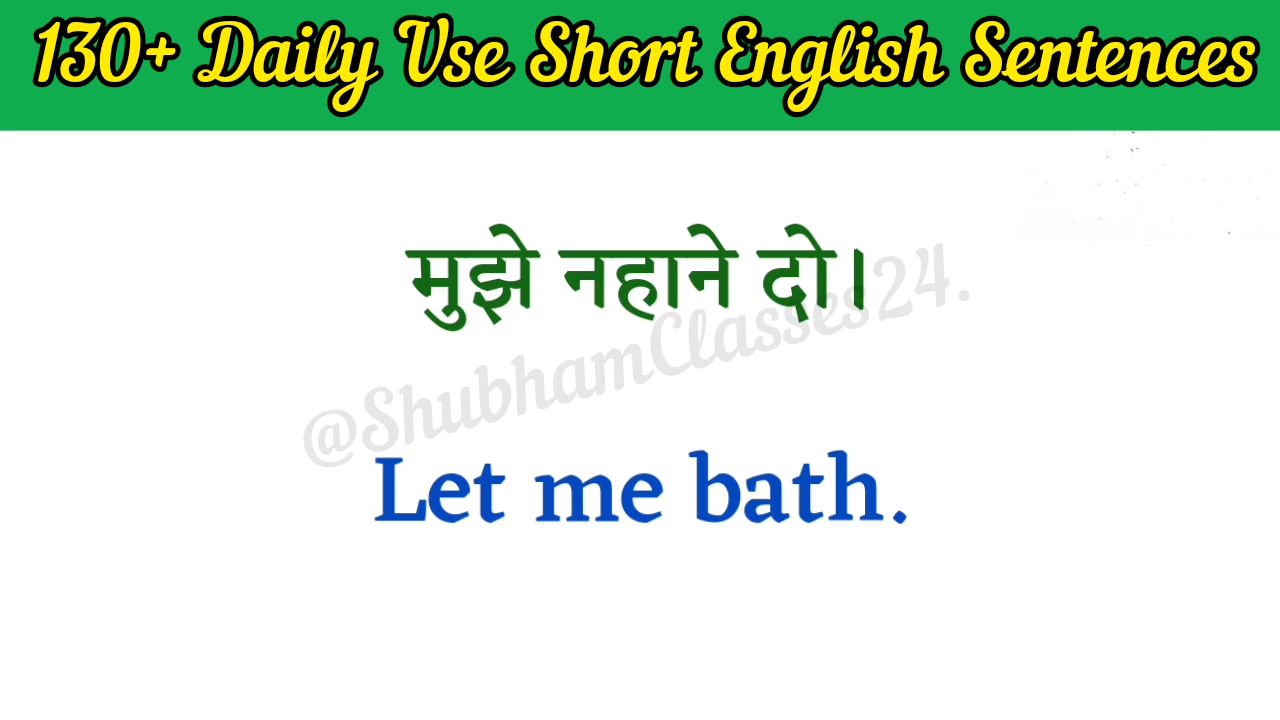 130+ Daily Use Short English Sentences
मुझे नहाने दो।
@ShubhamClasses24.
Let me bath.